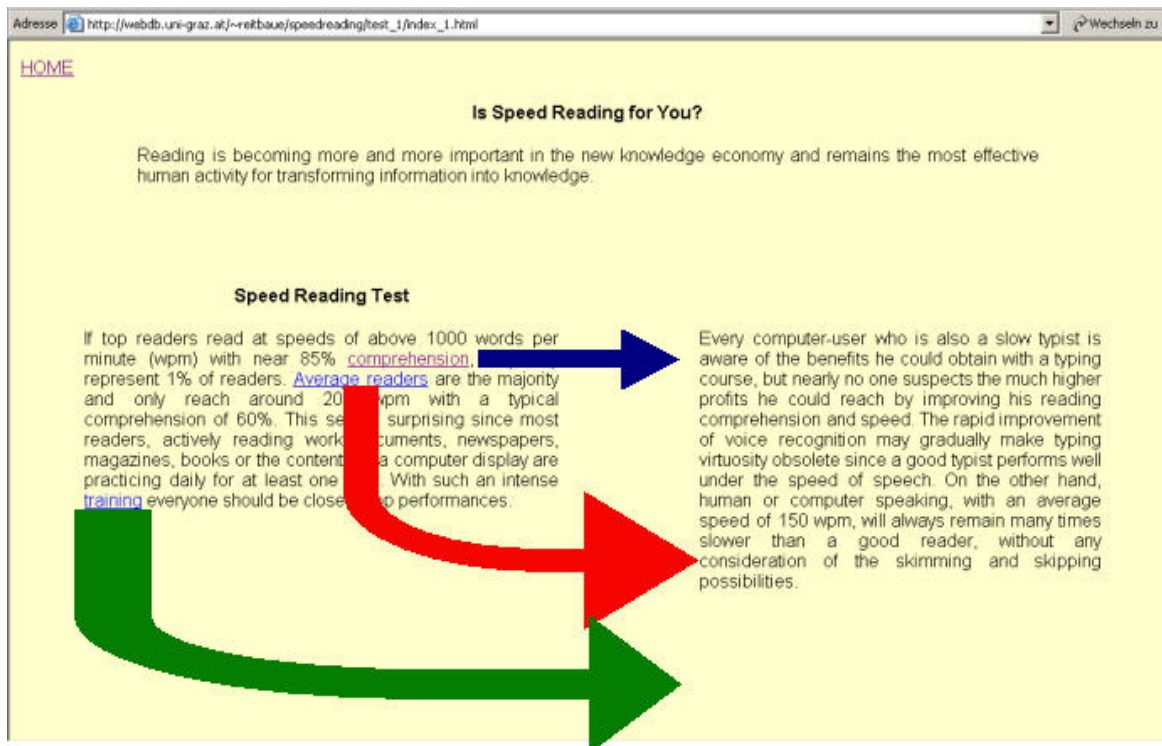 Adresse http://webdb.uni-graz.at/~reitbaue/speedreading/test_1/index_1.html Wechseln zu
HOME
Is Speed Reading for You?
Reading is becoming more and more important in the new knowledge economy and remains the most effective
human activity for transforming information into knowledge.
Speed Reading Test
If top readers read at speeds of above 1000 words per
minute (wpm) with near 85% comprehension,
represent 1% of readers. Average readers are the majority
and only reach around 20 wpm with a typical
comprehension of 60%. This se surprising since most
readers, actively reading work cuments, newspapers,
magazines, books or the content a computer display are
practicing daily for at least one . With such an intense
training everyone should be close op performances.
Every computer-user who is also a slow typist is
aware of the benefits he could obtain with a typing
course, but nearly no one suspects the much higher
profits he could reach by improving his reading
comprehension and speed. The rapid improvement
of voice recognition may gradually make typing
virtuosity obsolete since a good typist performs well
under the speed of speech. On the other hand,
human or computer speaking, with an average
speed of 150 wpm, will always remain many times
slower than a good reader, without any
consideration of the skimming and skipping
possibilities.